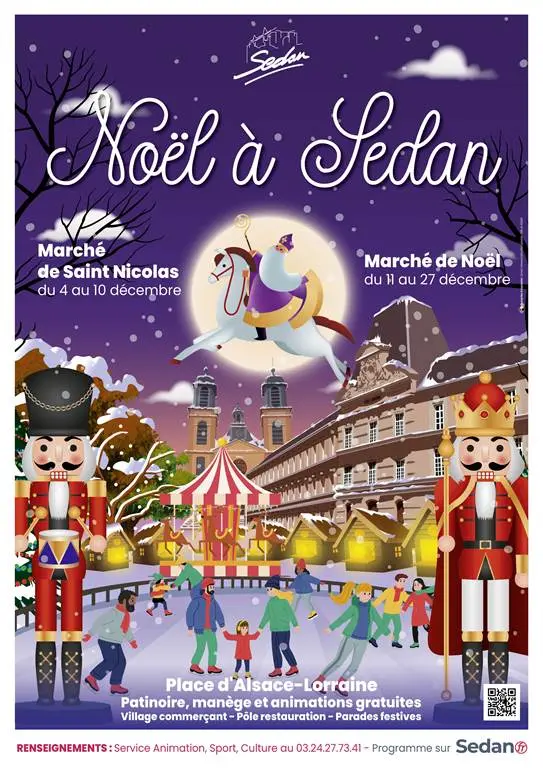 Sedan
Noël à Sedan
Marché
de Saint Nicolas
du 4 au 10 décembre
Marché de Noël
du 11 au 27 décembre
Place d'Alsace-Lorraine
Patinoire, manège et animations gratuites
Village commerçant - Pôle restauration - Parades festives
RENSEIGNEMENTS : Service Animation, Sport, Culture au 03.24.27.73.41 - Programme sur Sedan.fr